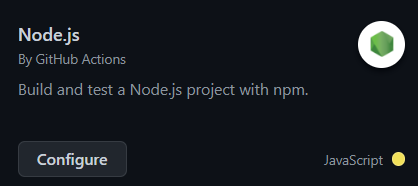 Node.js
By GitHub Actions
Build and test a Node.js project with npm.
Configure
JavaScript